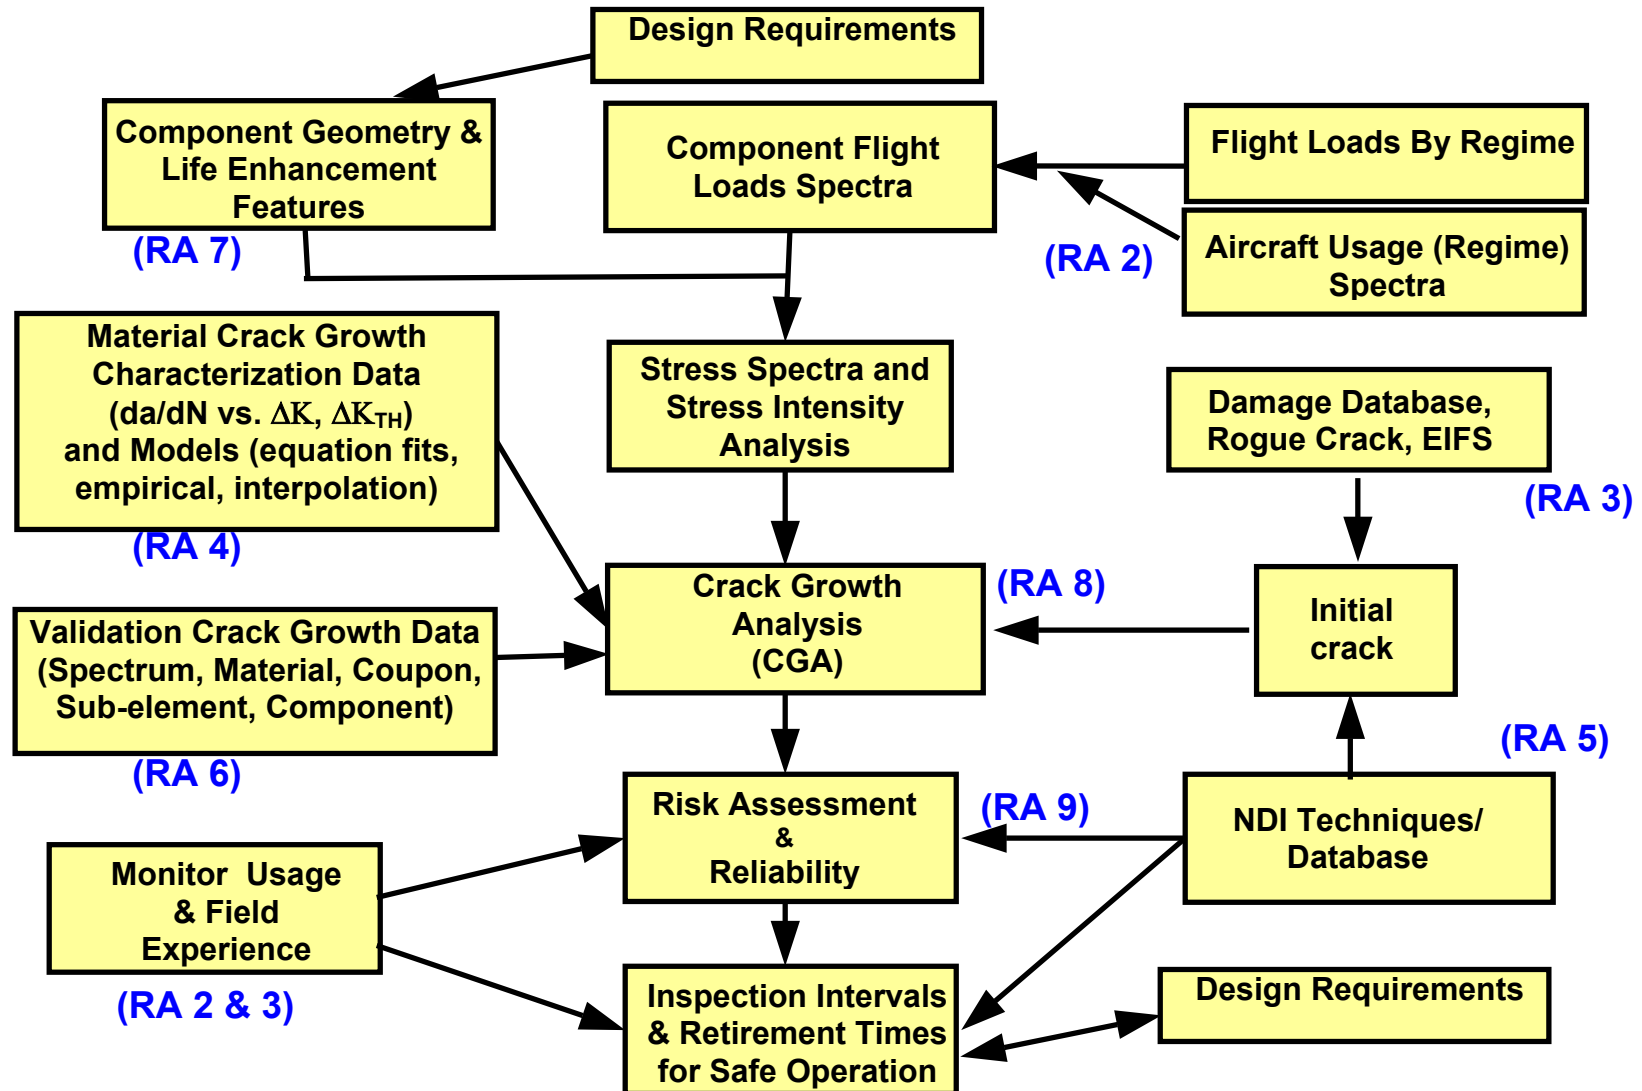 Design Requirements
Component Geometry &
Life Enhancement
Features
(RA 7)
Component Flight
Loads Spectra
Flight Loads By Regime
(RA 2)
Aircraft Usage (Regime)
Spectra
Material Crack Growth
Characterization Data
(da/dN vs. ΔK, ΔKTH)
and Models (equation fits,
empirical, interpolation)
(RA 4)
Stress Spectra and
Stress Intensity
Analysis
Damage Database,
Rogue Crack, EIFS
(RA 3)
Crack Growth
Analysis
(CGA)
(RA 8)
Initial
crack
Validation Crack Growth Data
(Spectrum, Material, Coupon,
Sub-element, Component)
(RA 6)
(RA 5)
Risk Assessment
&
Reliability
(RA 9)
NDI Techniques/
Database
Monitor Usage
& Field
Experience
(RA 2 & 3)
Inspection Intervals
& Retirement Times
for Safe Operation
Design Requirements